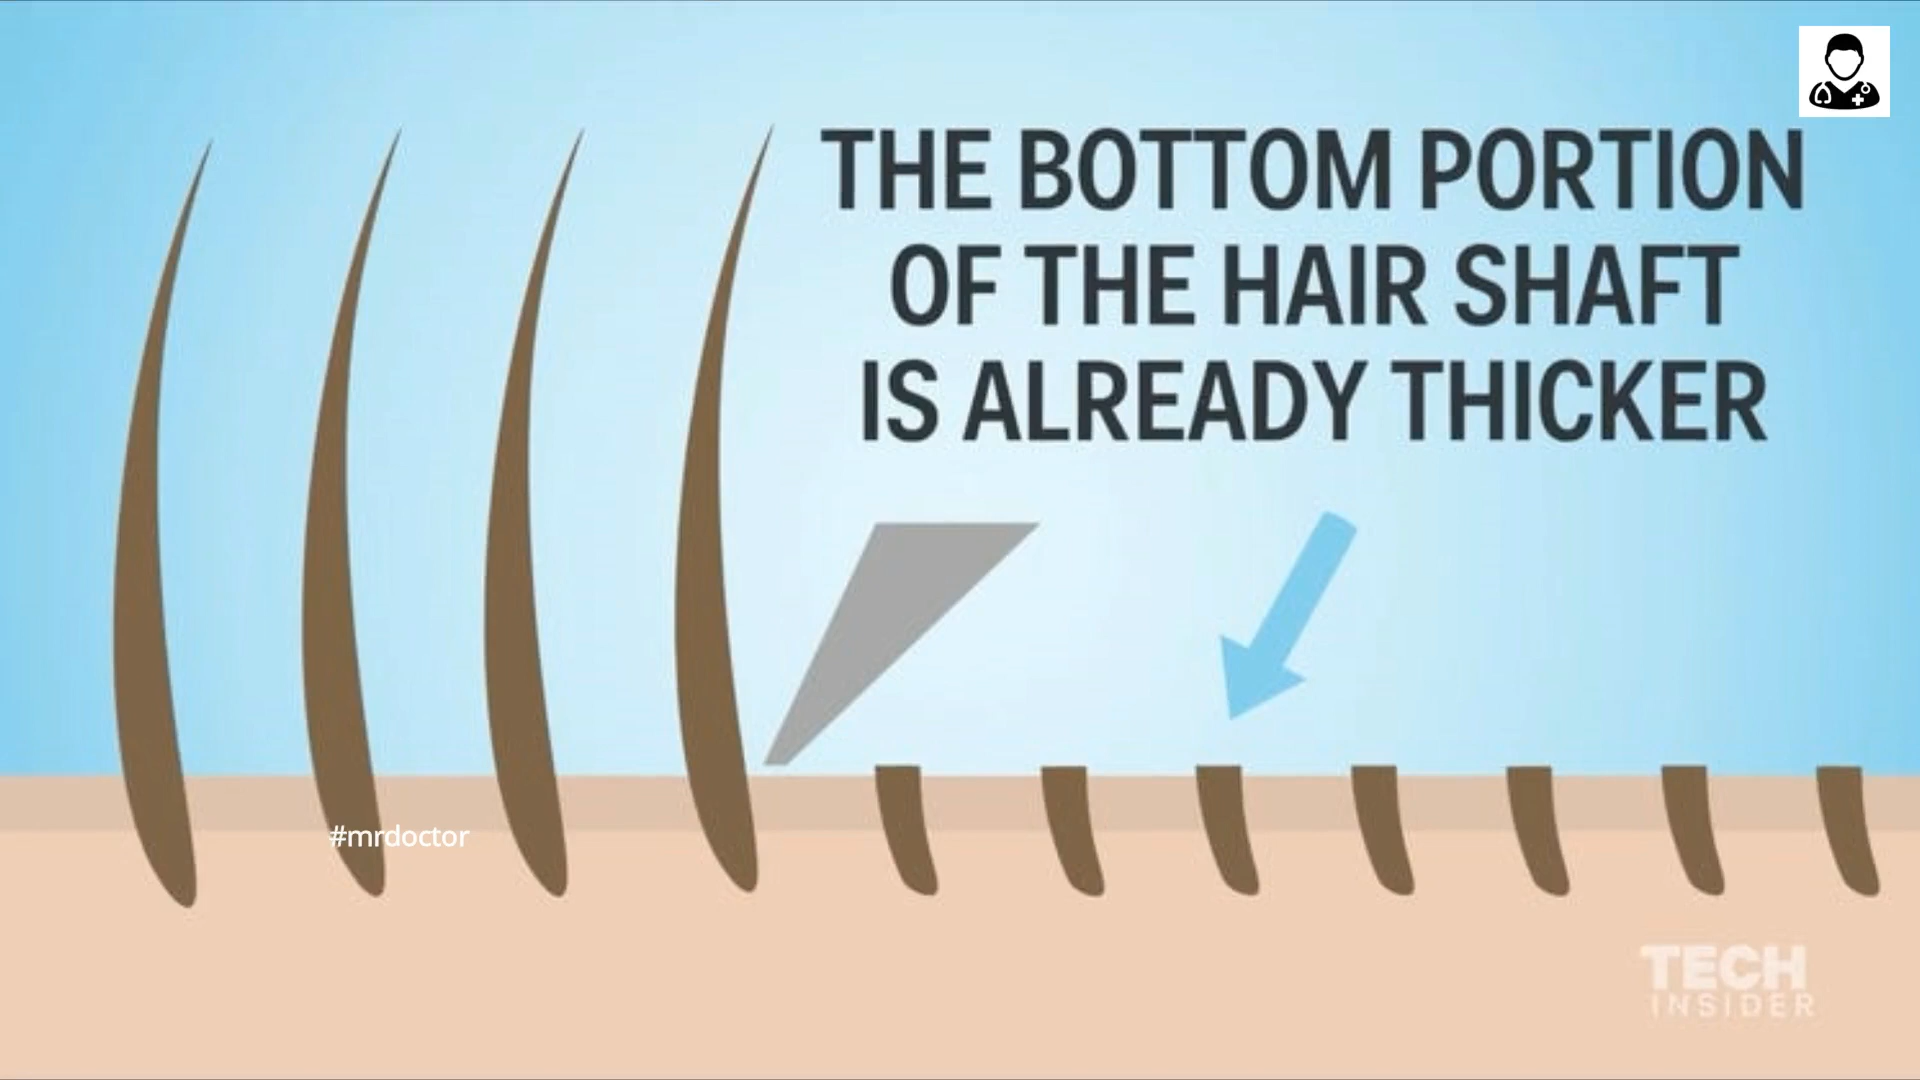 THE BOTTOM PORTION
OF THE HAIR SHAFT
IS ALREADY THICKER
#mrdoctor
TECH
INSIDER